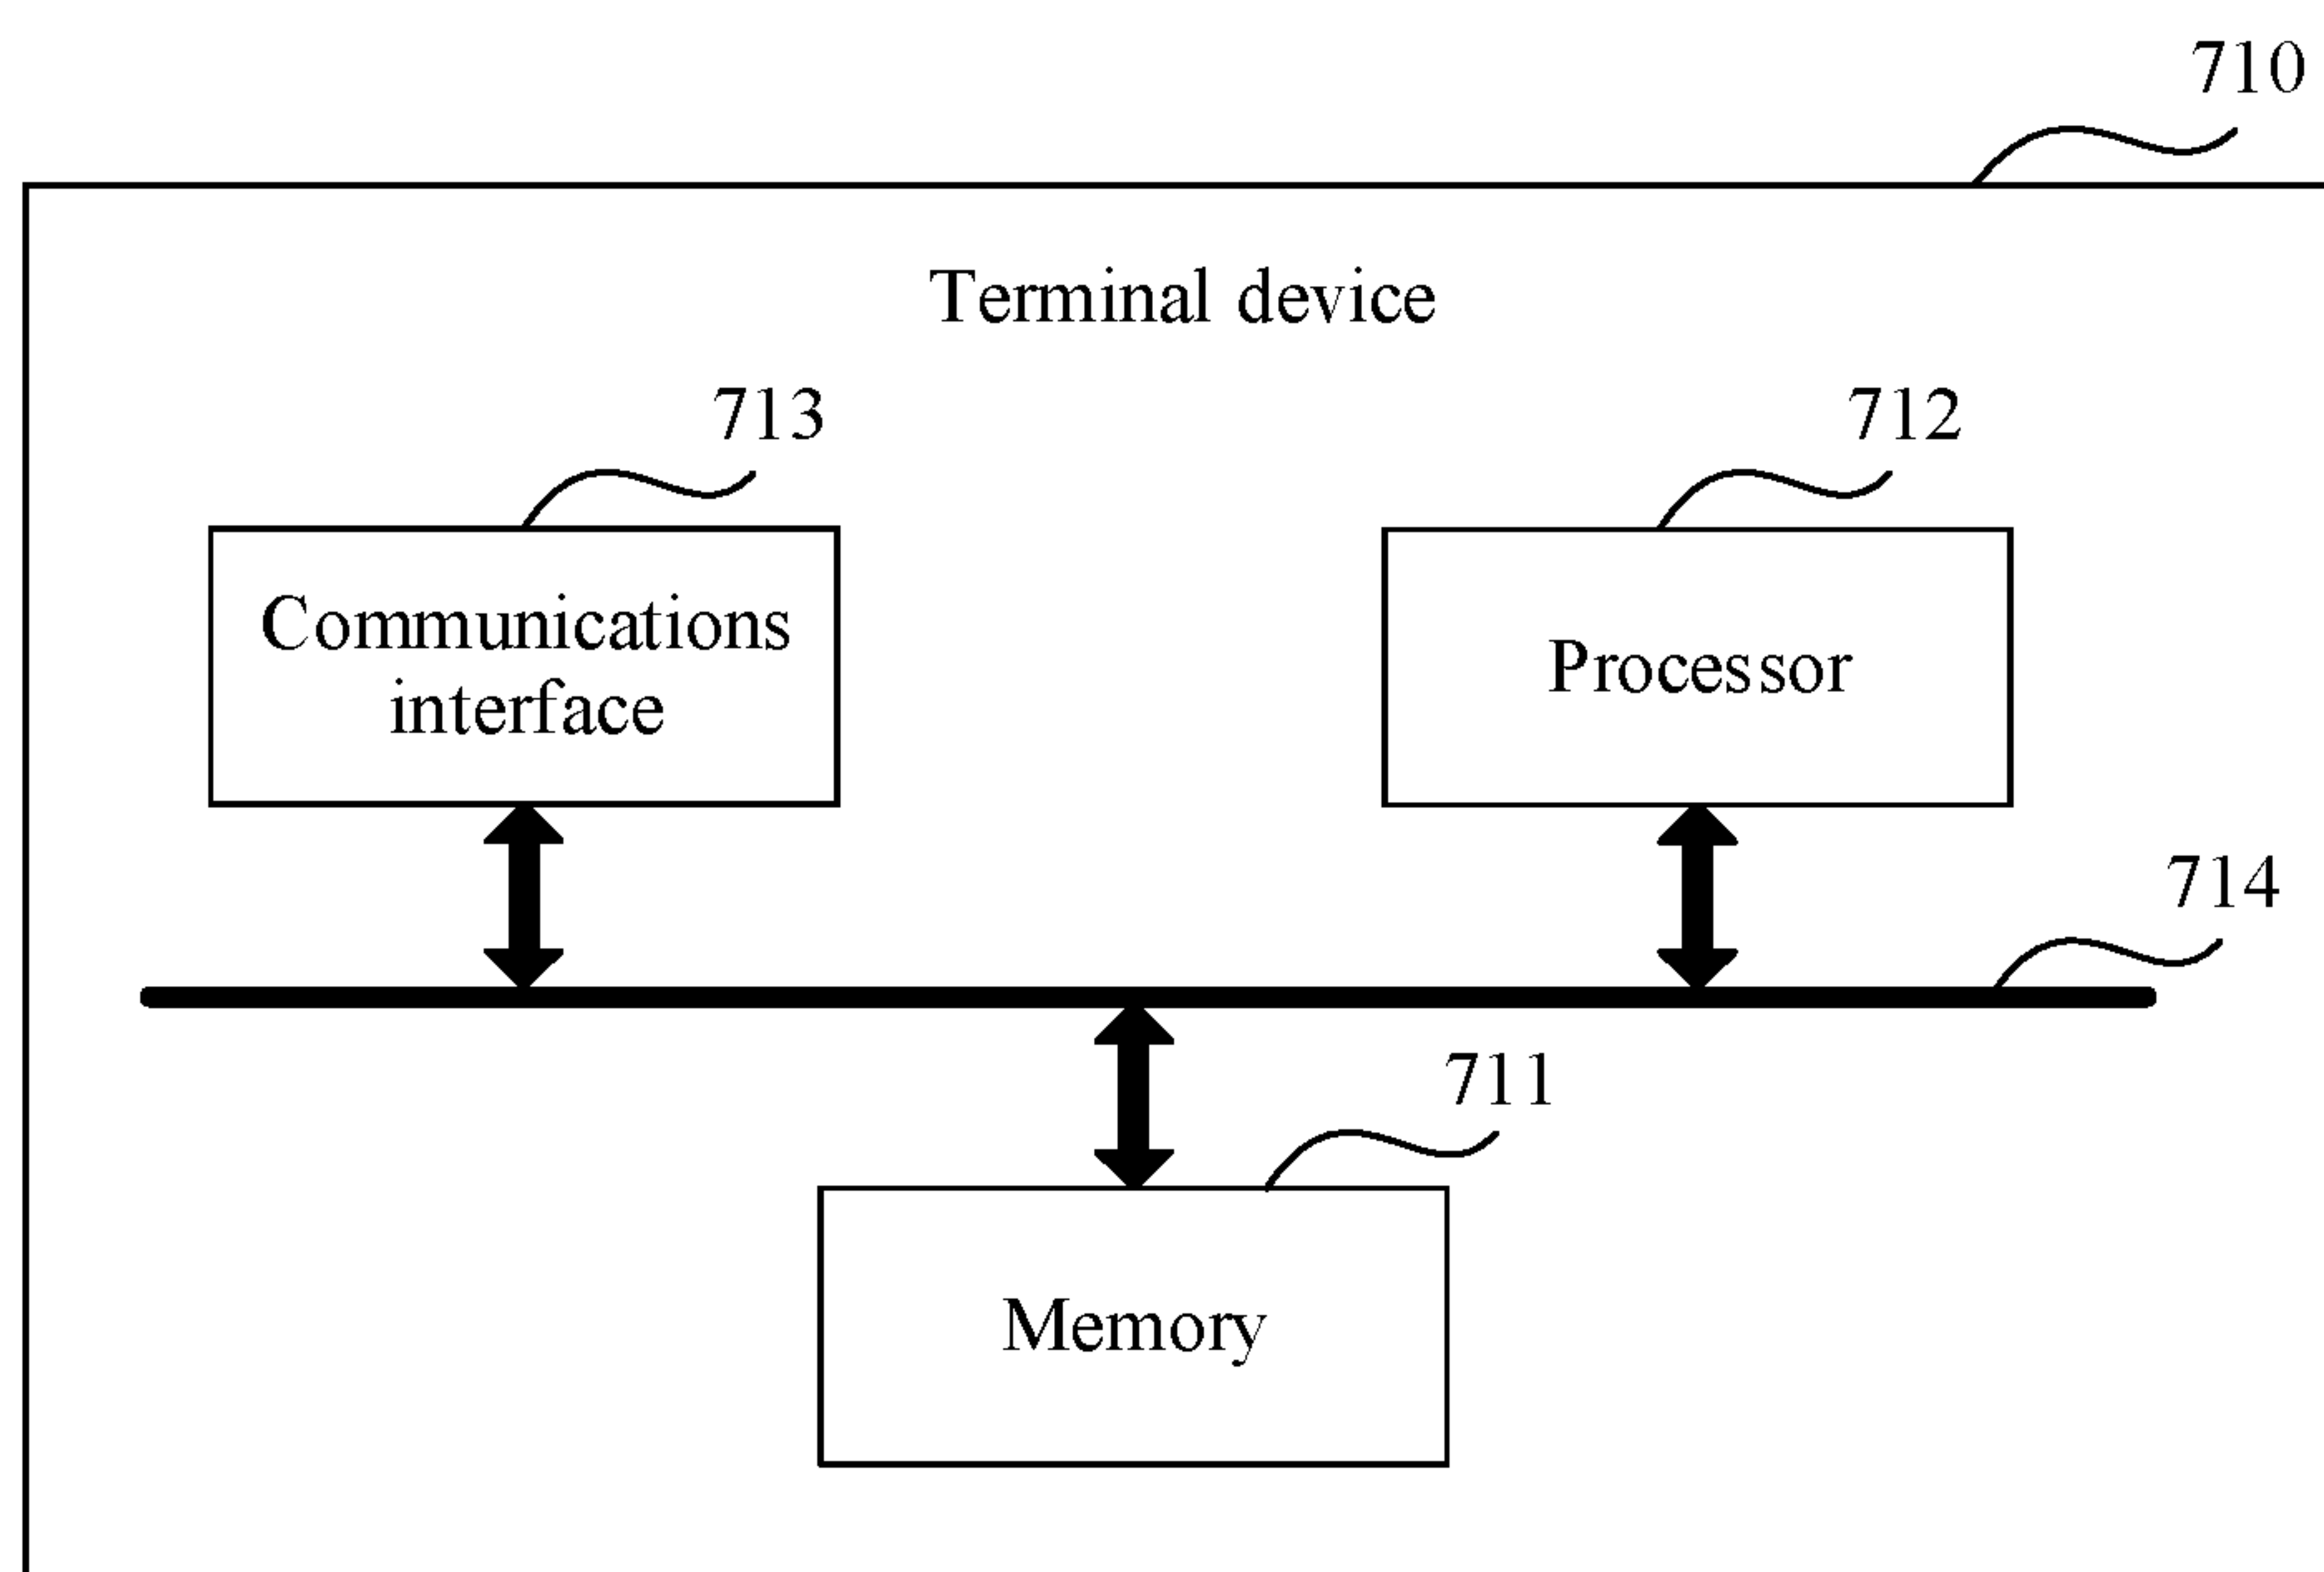 710
Terminal device
713
712
Communications
interface
Processor
714
711
Memory